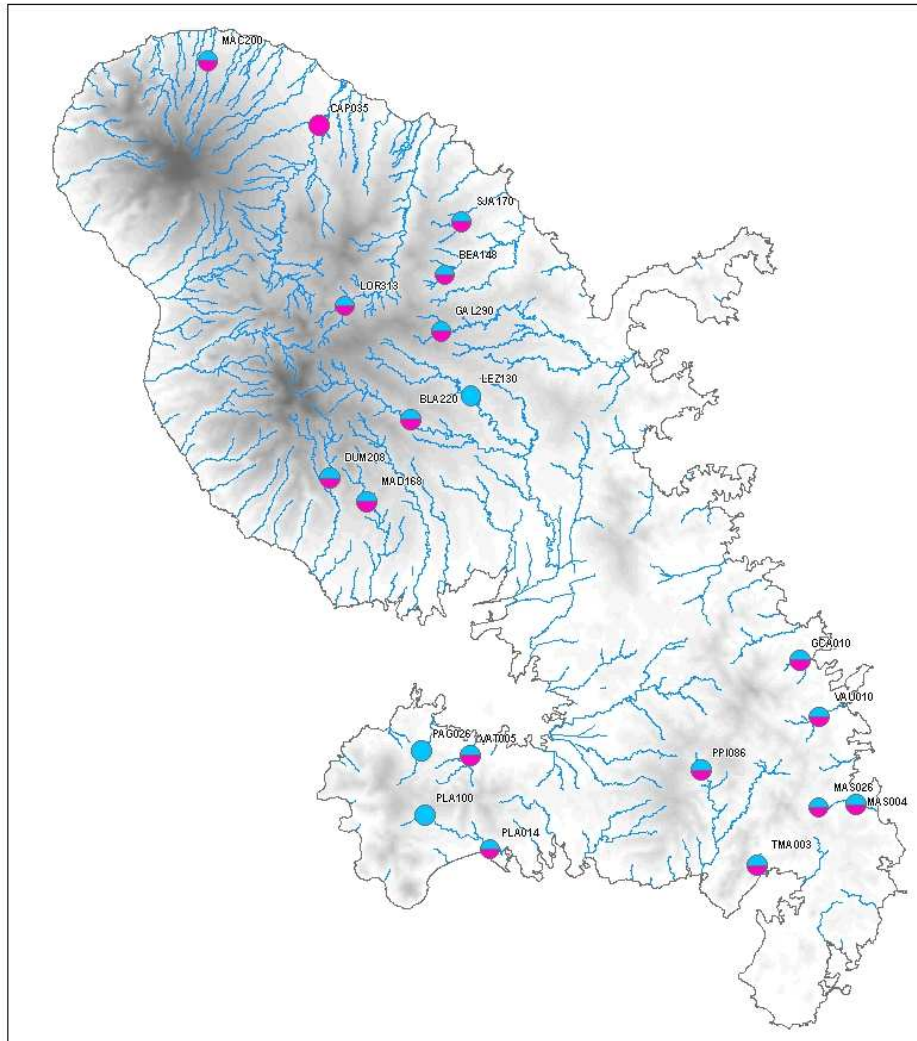 MAC200
CAP035
SJA170
BEA148
LOR313
GAL290
LEZ130
BLA220
DUM208
MAD168
GCA010
VAU010
PAG026
VAT005
PPI086
MAS026
PLA100
MAS004
PLA014
TMA003